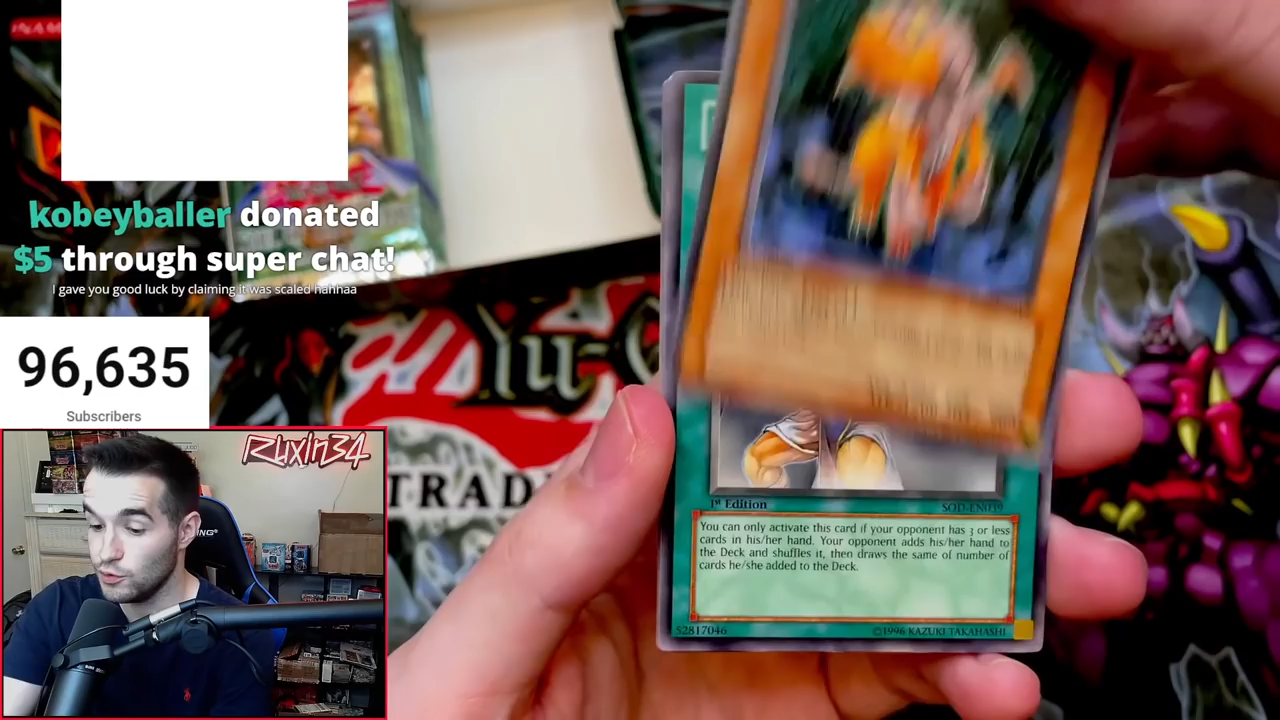 kobeyballer donated
$5 through super chat!
I gave you good luck by claiming it was scaled hahhaa
96,635
Subscribers
Ruxin34
Yu-G
TRAD
1st Edition SOD-EN039
You can only activate this card if your opponent has 3 or less
cards in his/her hand. Your opponent adds his/her hand to
the Deck and shuffles it, then draws the same of number of
cards he/she added to the Deck.
52817046 ©1996 KAZUKI TAKAHASHI